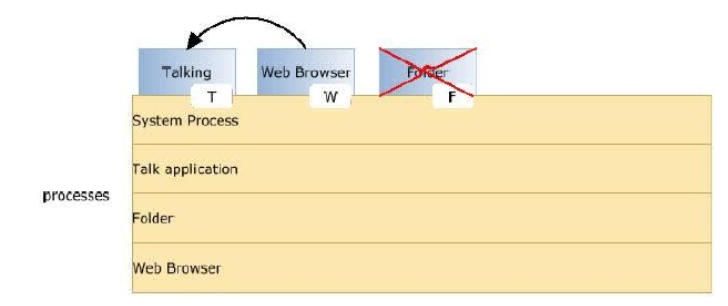 Talking
Web Browser
Folder
T
W
F
System Process
Talk application
processes
Folder
Web Browser